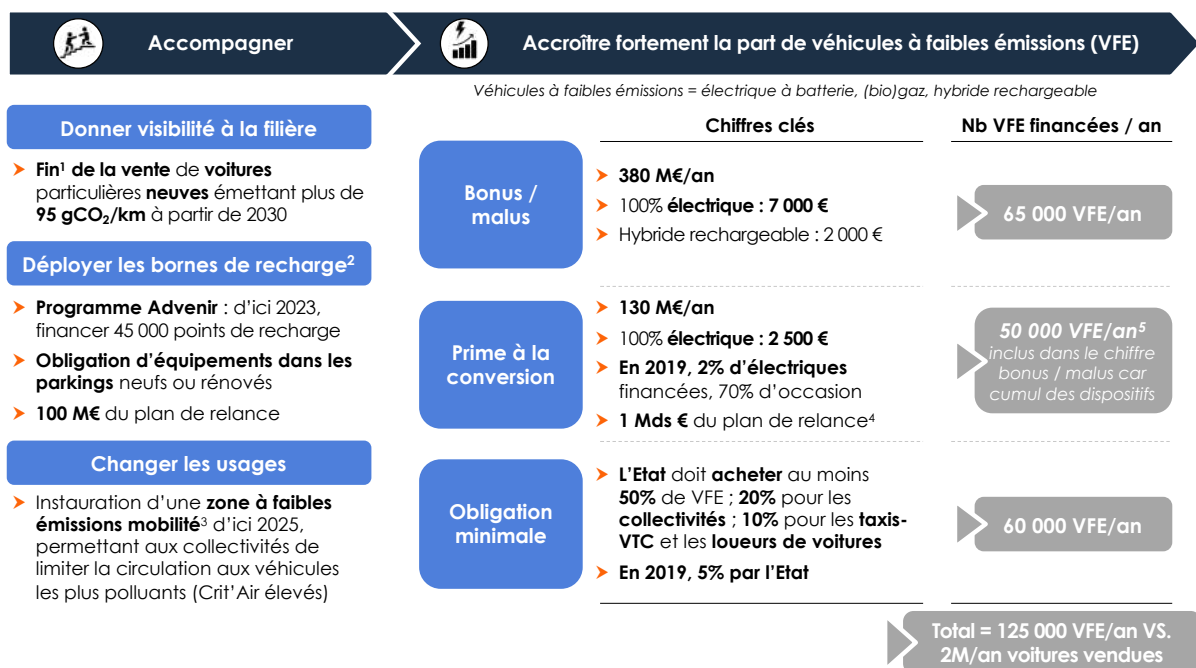 Accompagner
Accroître fortement la part de véhicules à faibles émissions (VFE)
Véhicules à faibles émissions = électrique à batterie, (bio)gaz, hybride rechargeable
Donner visibilité à la filière
➤ Fin¹ de la vente de voitures
particulières neuves émettant plus de
95 gCO₂/km à partir de 2030
Déployer les bornes de recharge²
➤ Programme Advenir : d’ici 2023,
financer 45 000 points de recharge
➤ Obligation d’équipements dans les
parkings neufs ou rénovés
➤ 100 M€ du plan de relance
Changer les usages
➤ Instauration d’une zone à faibles
émissions mobilité³ d’ici 2025,
permettant aux collectivités de
limiter la circulation aux véhicules
les plus polluants (Crit’Air élevés)
Chiffres clés
Nb VFE financées / an
Bonus /
malus
➤ 380 M€/an
➤ 100% électrique : 7 000 €
➤ Hybride rechargeable : 2 000 €
65 000 VFE/an
Prime à la
conversion
➤ 130 M€/an
➤ 100% électrique : 2 500 €
➤ En 2019, 2% d’électriques
financées, 70% d’occasion
➤ 1 Mds € du plan de relance⁴
50 000 VFE/an⁵
inclus dans le chiffre
bonus / malus car
cumul des dispositifs
Obligation
minimale
➤ L’Etat doit acheter au moins
50% de VFE ; 20% pour les
collectivités ; 10% pour les taxis-
VTC et les loueurs de voitures
➤ En 2019, 5% par l’Etat
60 000 VFE/an
Total = 125 000 VFE/an VS.
2M/an voitures vendues